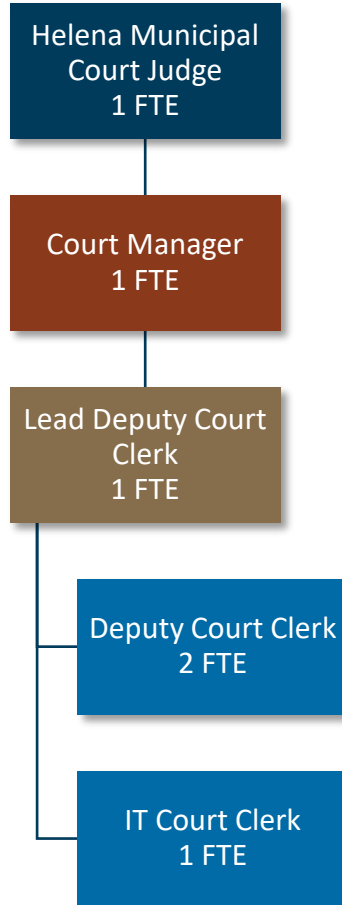 Helena Municipal
Court Judge
1 FTE
Court Manager
1 FTE
Lead Deputy Court
Clerk
1 FTE
Deputy Court Clerk
2 FTE
IT Court Clerk
1 FTE